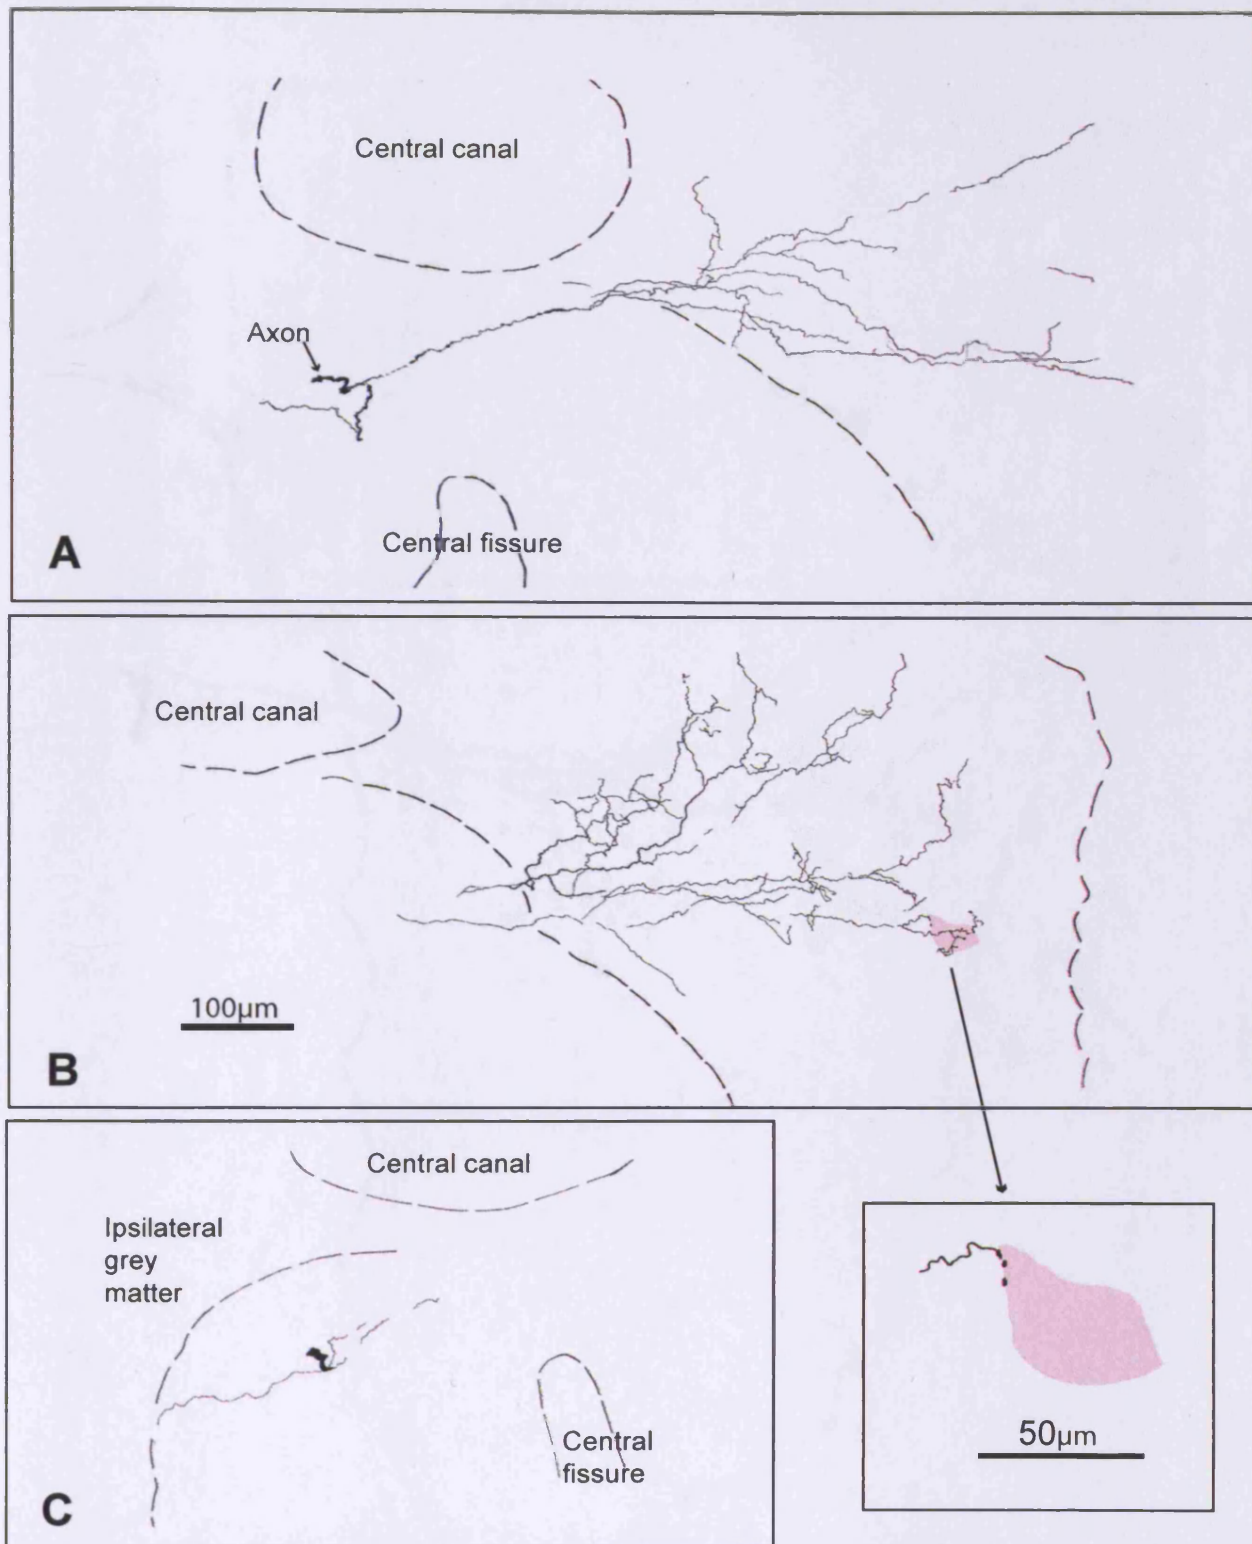 Central canal
Axon
Central fissure
A
Central canal
100µm
B
Central canal
Ipsilateral
grey
matter
Central
fissure
C
50µm